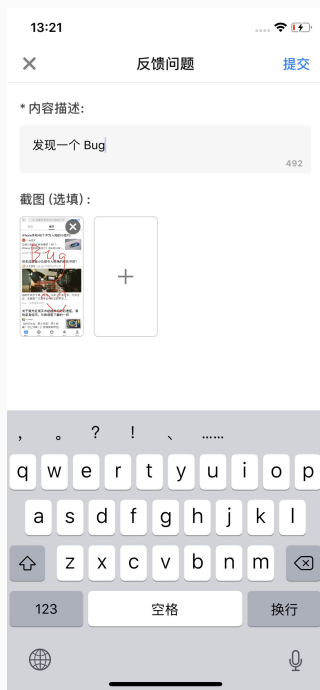 13:21
反馈问题
提交
* 内容描述:
发现一个 Bug
492
截图 (选填) :
Bug
， 。 ？ ！ 、 ……
q w e r t y u i o p
a s d f g h j k l
z x c v b n m
123 空格 换行